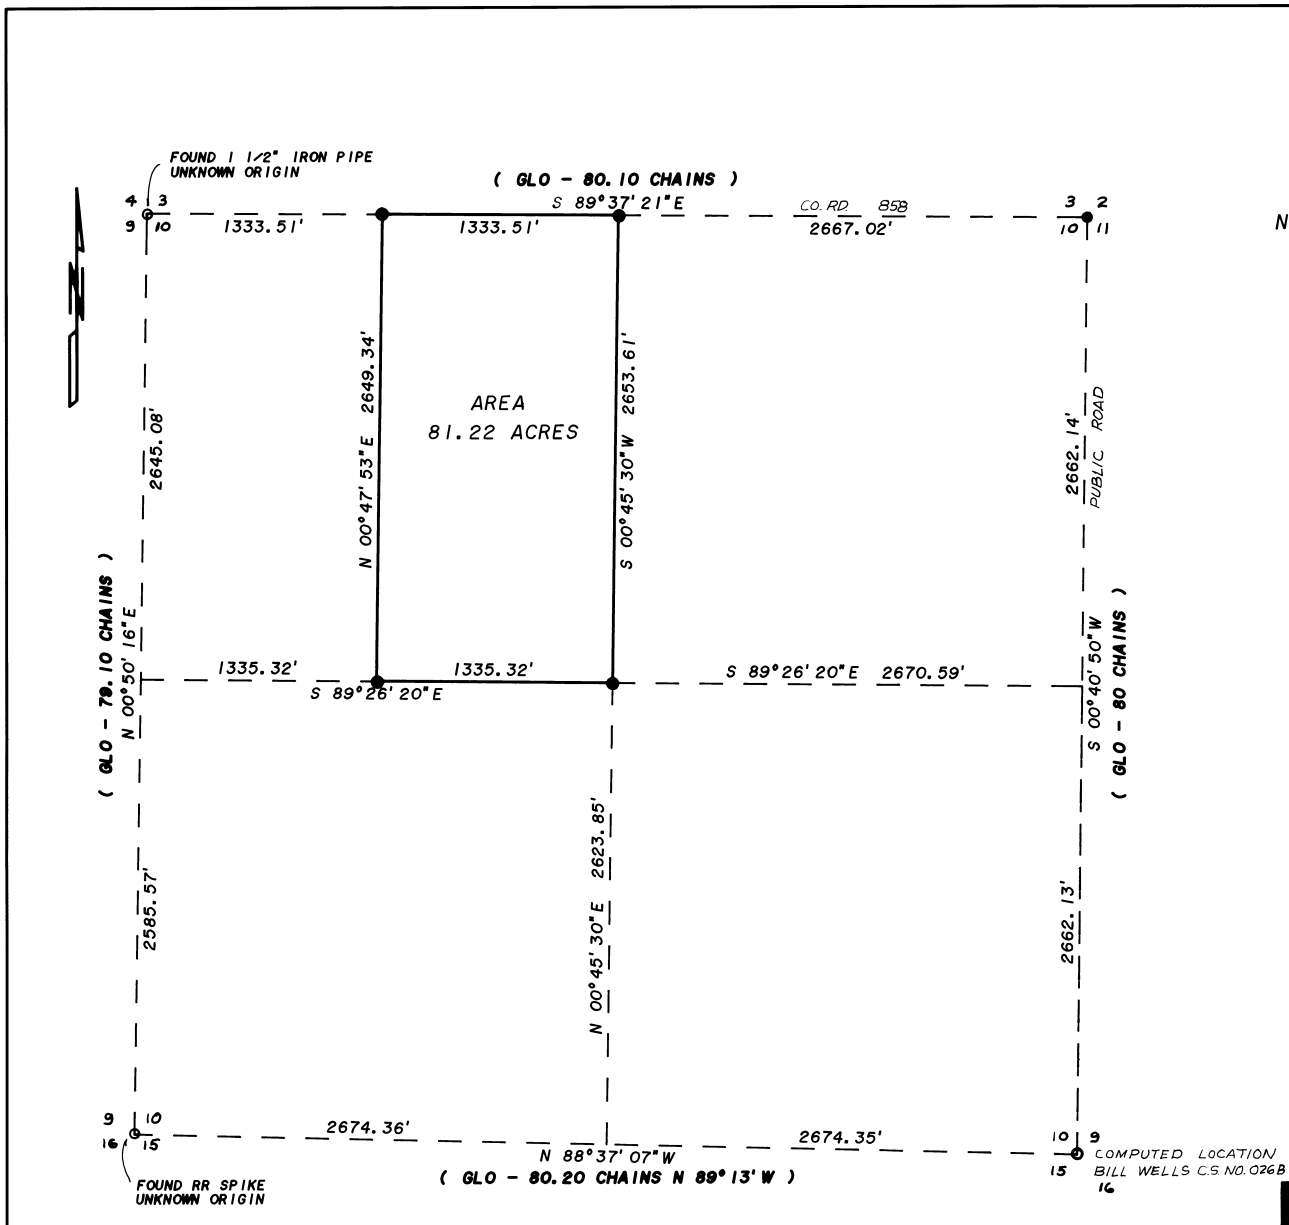 FOUND 1 1/2" IRON PIPE
UNKNOWN ORIGIN
( GLO - 80.10 CHAINS )
S 89°37'21"E
4 3
9 10
1333.51'
1333.51'
CO. RD. 858
2667.02'
3 2
10 11
N
N
2645.08'
N 00°47'53"E 2649.34'
AREA
81.22 ACRES
S 00°45'30"W 2653.61'
2662.14'
PUBLIC ROAD
( GLO - 79.10 CHAINS )
N 00°50'16"E
1335.32'
S 89°26'20"E
1335.32'
S 89°26'20"E 2670.59'
S 00°40'50"W
( GLO - 80 CHAINS )
2585.57'
N 00°45'30"E 2623.85'
2662.13'
9 10
16 15
2674.36'
N 88°37'07"W
2674.35'
( GLO - 80.20 CHAINS N 89°13'W )
10 9
15 16
COMPUTED LOCATION
BILL WELLS C.S. NO. 026B
FOUND RR SPIKE
UNKNOWN ORIGIN